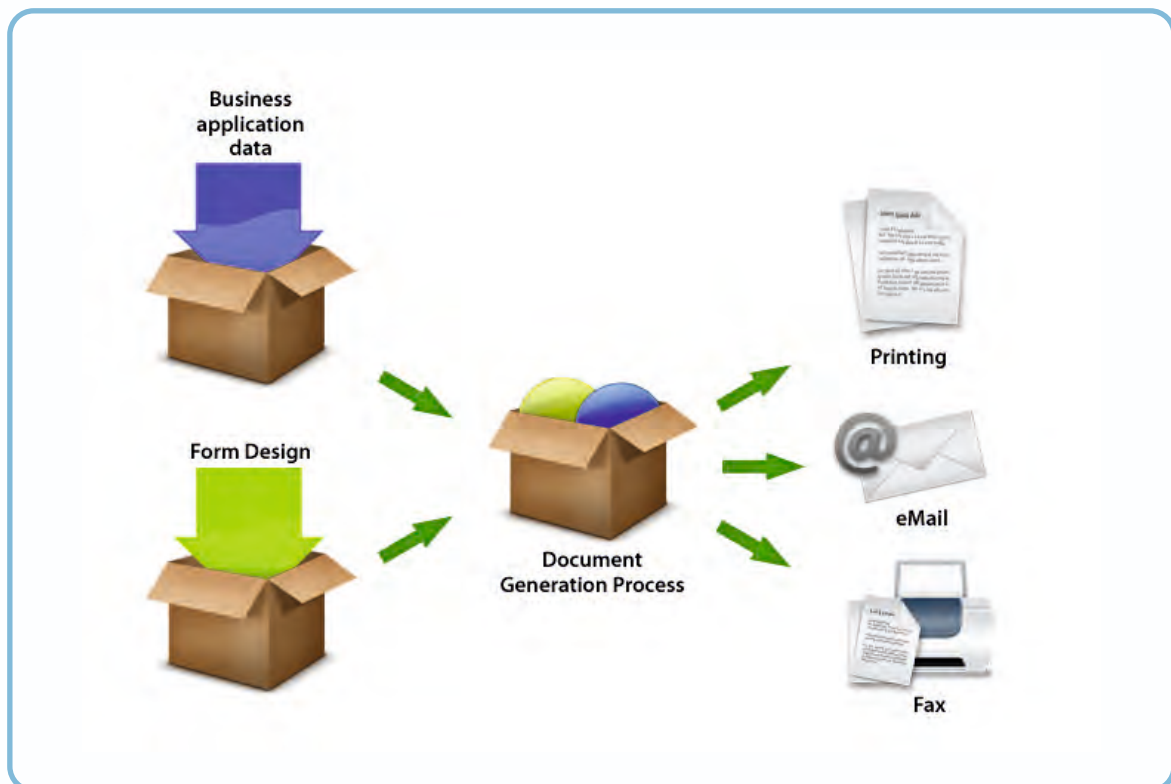 Business
application
data
Form Design
Document
Generation Process
Printing
@
eMail
Fax